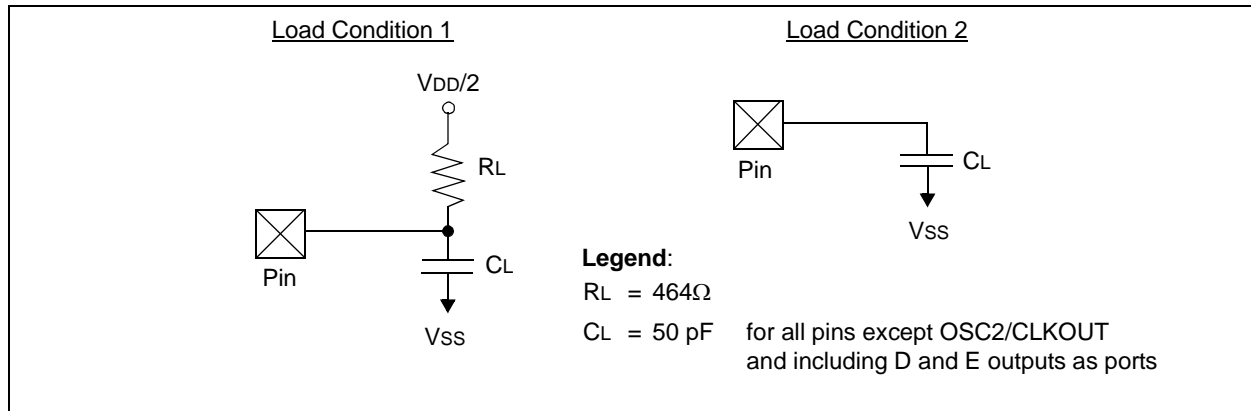 Load Condition 1
VDD/2
RL
Pin
CL
VSS
Load Condition 2
Pin
CL
VSS
Legend:
RL = 464Ω
CL = 50 pF for all pins except OSC2/CLKOUT
and including D and E outputs as ports